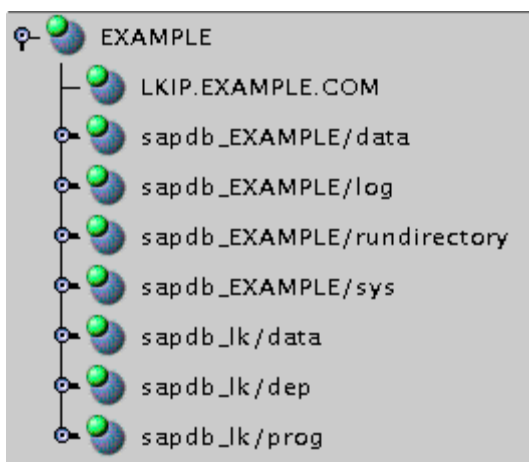 EXAMPLE
LKIP.EXAMPLE.COM
sapdb_EXAMPLE/data
sapdb_EXAMPLE/log
sapdb_EXAMPLE/rundirectory
sapdb_EXAMPLE/sys
sapdb_lk/data
sapdb_lk/dep
sapdb_lk/prog